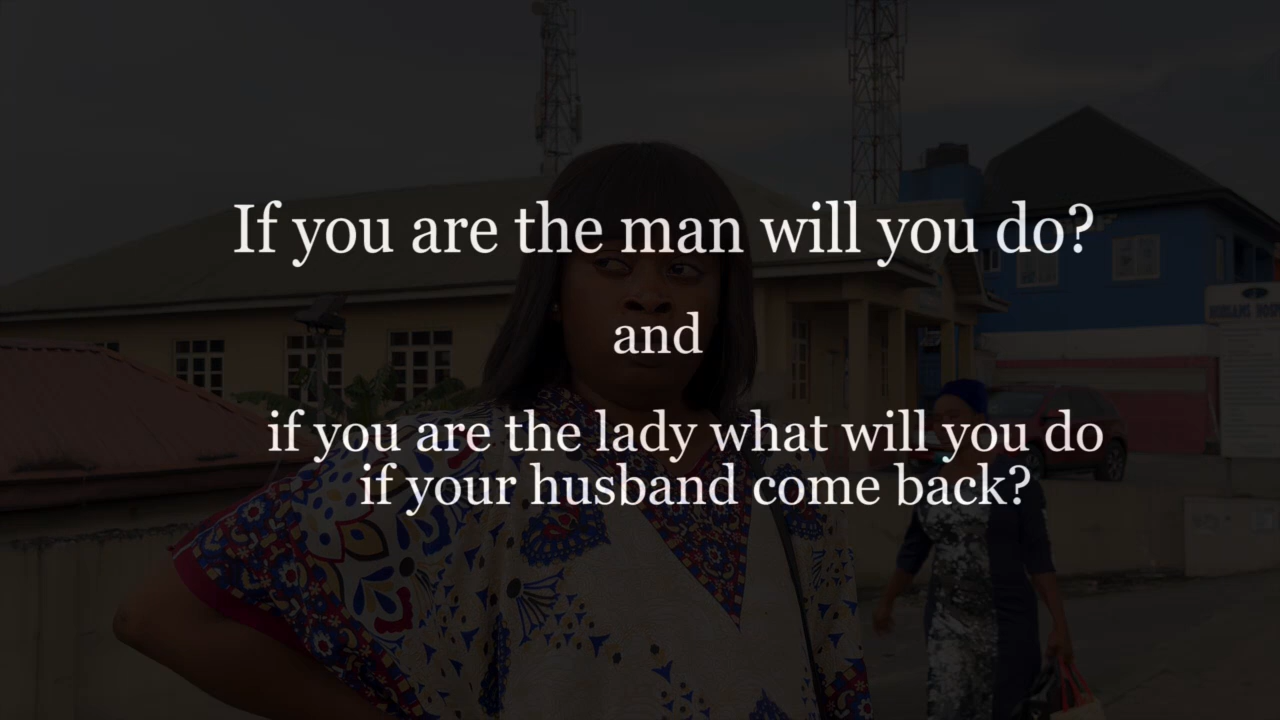 If you are the man will you do?
and
if you are the lady what will you do
if your husband come back?